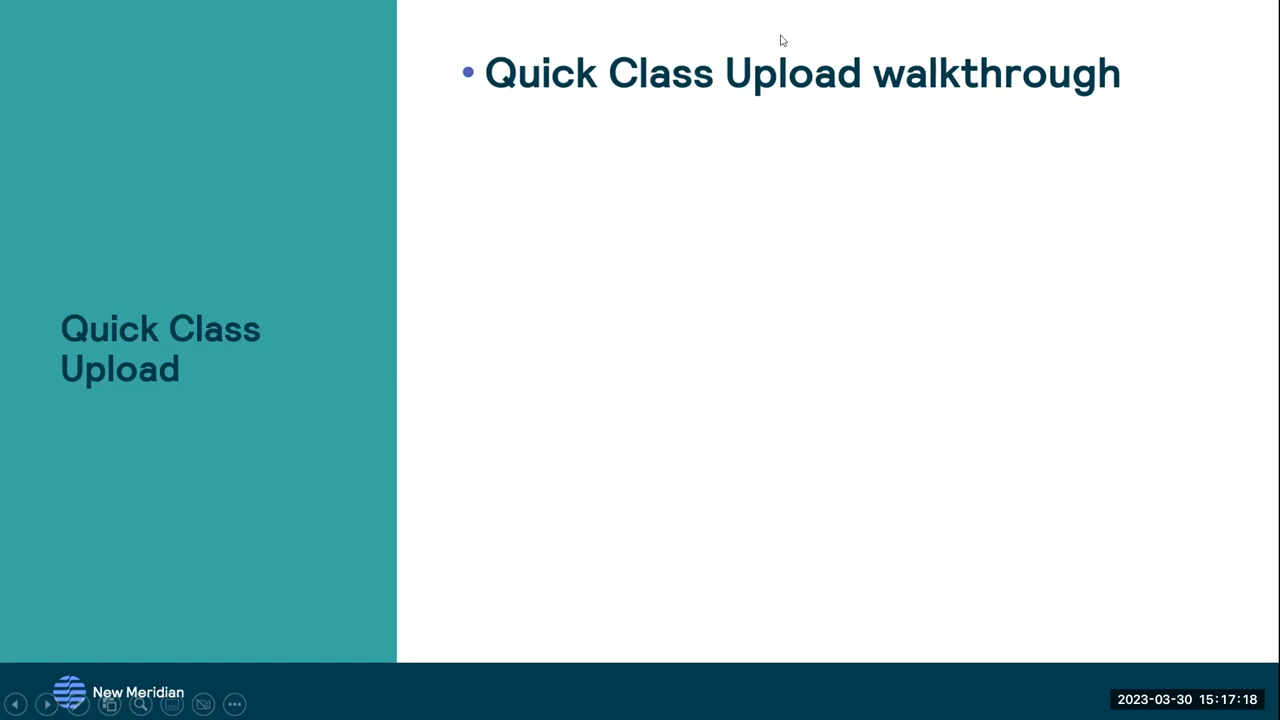 • Quick Class Upload walkthrough
Quick Class
Upload
New Meridian
2023-03-30 15:17:18